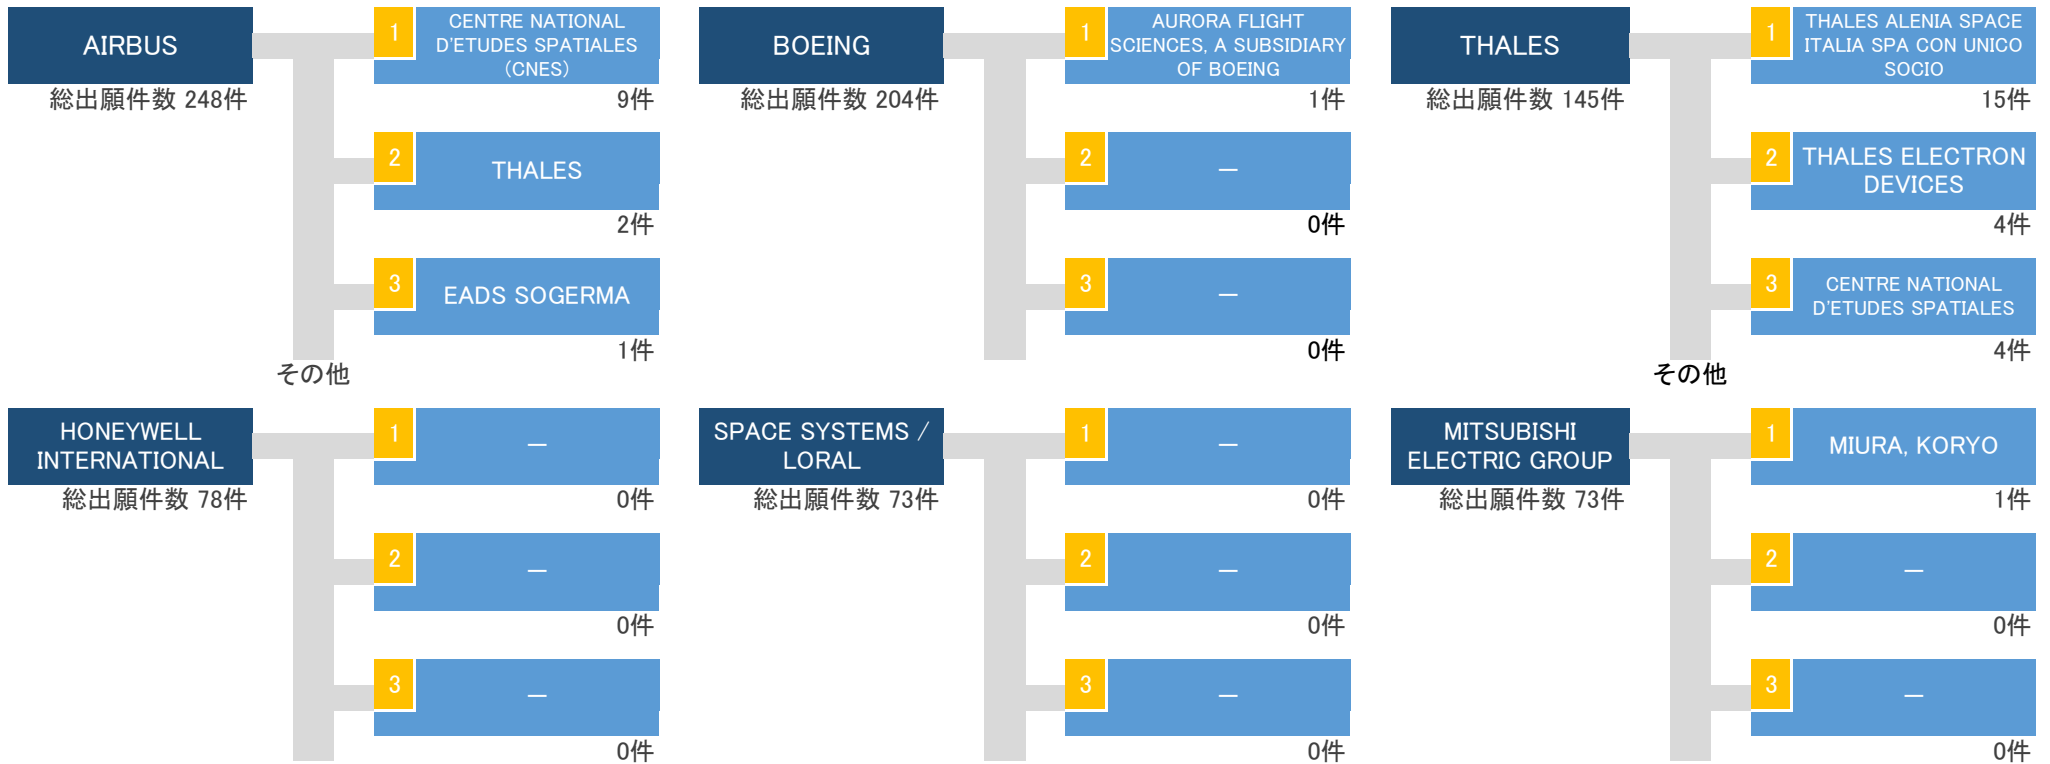 AIRBUS
総出願件数 248件
1
CENTRE NATIONAL
D'ETUDES SPATIALES
(CNES)
9件
2
THALES
2件
3
EADS SOGERMA
1件
その他
BOEING
総出願件数 204件
1
AURORA FLIGHT
SCIENCES, A SUBSIDIARY
OF BOEING
1件
2
－
0件
3
－
0件
THALES
総出願件数 145件
1
THALES ALENIA SPACE
ITALIA SPA CON UNICO
SOCIO
15件
2
THALES ELECTRON
DEVICES
4件
3
CENTRE NATIONAL
D'ETUDES SPATIALES
4件
その他
HONEYWELL
INTERNATIONAL
総出願件数 78件
1
－
0件
2
－
0件
3
－
0件
SPACE SYSTEMS /
LORAL
総出願件数 73件
1
－
0件
2
－
0件
3
－
0件
MITSUBISHI
ELECTRIC GROUP
総出願件数 73件
1
MIURA, KORYO
1件
2
－
0件
3
－
0件